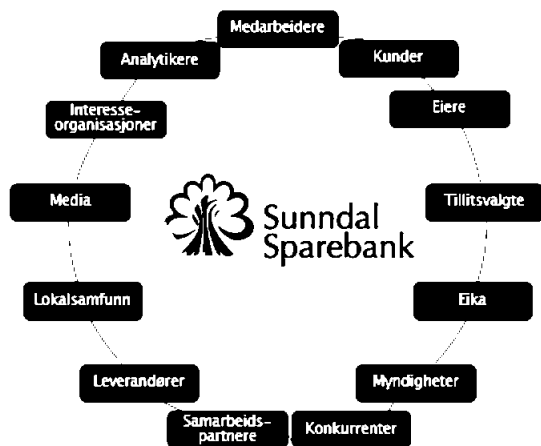 Medarbeidere
Kunder
Eiere
Tillitsvalgte
Eika
Myndigheter
Konkurrenter
Samarbeids-
partnere
Leverandører
Lokalsamfunn
Media
Interesse-
organisasjoner
Analytikere
Sunndal
Sparebank